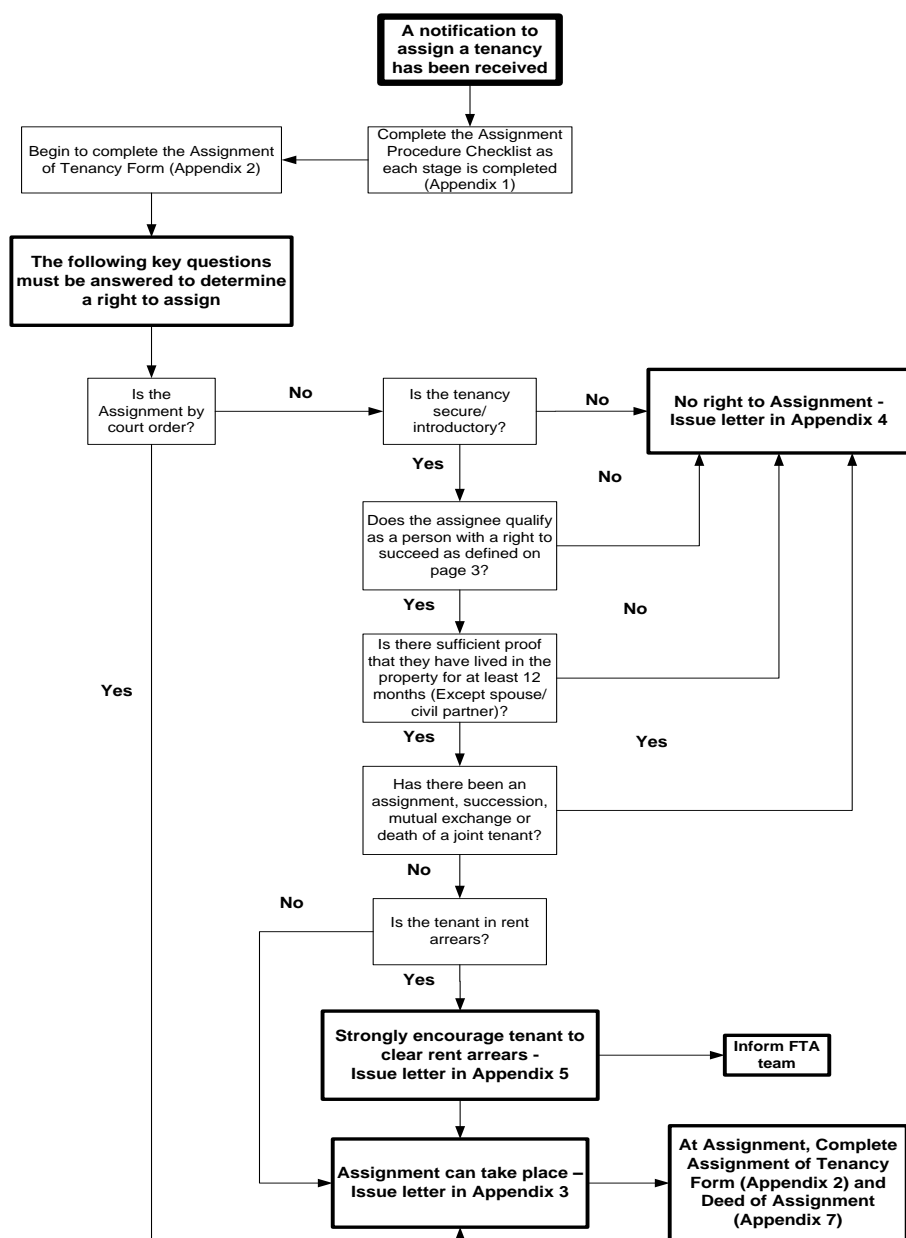 A notification to
assign a tenancy
has been received
Complete the Assignment
Procedure Checklist as
each stage is completed
(Appendix 1)
Begin to complete the Assignment
of Tenancy Form (Appendix 2)
The following key questions
must be answered to determine
a right to assign
Is the
Assignment by
court order?
No
Is the tenancy
secure/
introductory?
No
No right to Assignment -
Issue letter in Appendix 4
Yes
No
Does the assignee qualify
as a person with a right to
succeed as defined on
page 3?
Yes
No
Is there sufficient proof
that they have lived in the
property for at least 12
months (Except spouse/
civil partner)?
Yes
Yes
Yes
Has there been an
assignment, succession,
mutual exchange or
death of a joint tenant?
No
No
Is the tenant in rent
arrears?
Yes
Strongly encourage tenant to
clear rent arrears -
Issue letter in Appendix 5
Inform FTA
team
Assignment can take place –
Issue letter in Appendix 3
At Assignment, Complete
Assignment of Tenancy
Form (Appendix 2) and
Deed of Assignment
(Appendix 7)